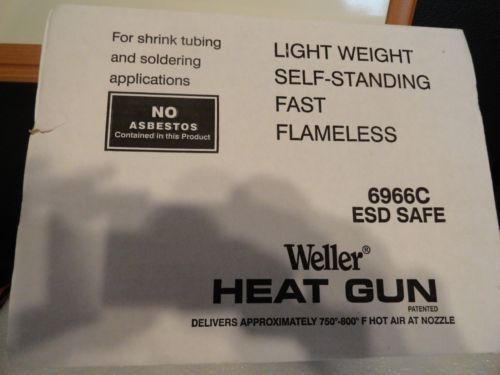 For shrink tubing
and soldering
applications
NO
ASBESTOS
Contained in this Product
LIGHT WEIGHT
SELF-STANDING
FAST
FLAMELESS
6966C
ESD SAFE
Weller®
HEAT GUN
PATENTED
DELIVERS APPROXIMATELY 750°-800° F HOT AIR AT NOZZLE